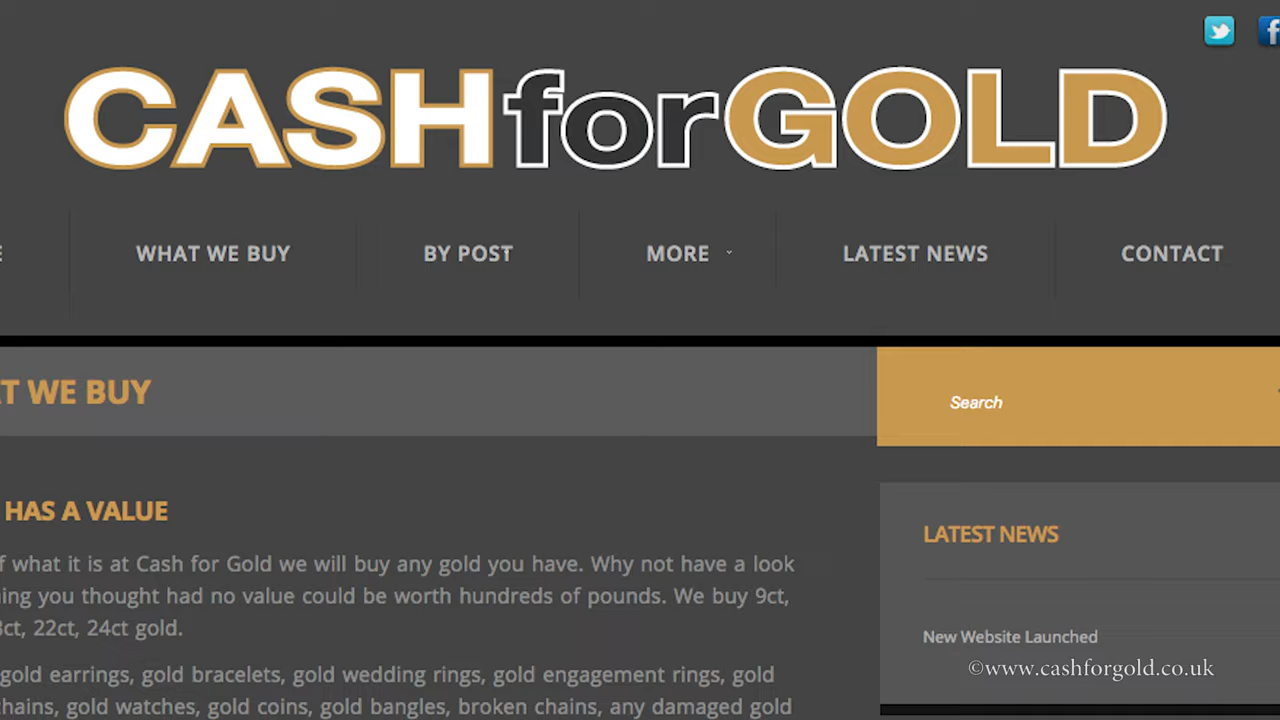 CASHforGOLD
WHAT WE BUY
BY POST
MORE
LATEST NEWS
CONTACT
WE BUY
Search
HAS A VALUE
what it is at Cash for Gold we will buy any gold you have. Why not have a look
you thought had no value could be worth hundreds of pounds. We buy 9ct,
22ct, 24ct gold.
gold earrings, gold bracelets, gold wedding rings, gold engagement rings, gold
gold watches, gold coins, gold bangles, broken chains, any damaged gold
LATEST NEWS
New Website Launched
©www.cashforgold.co.uk